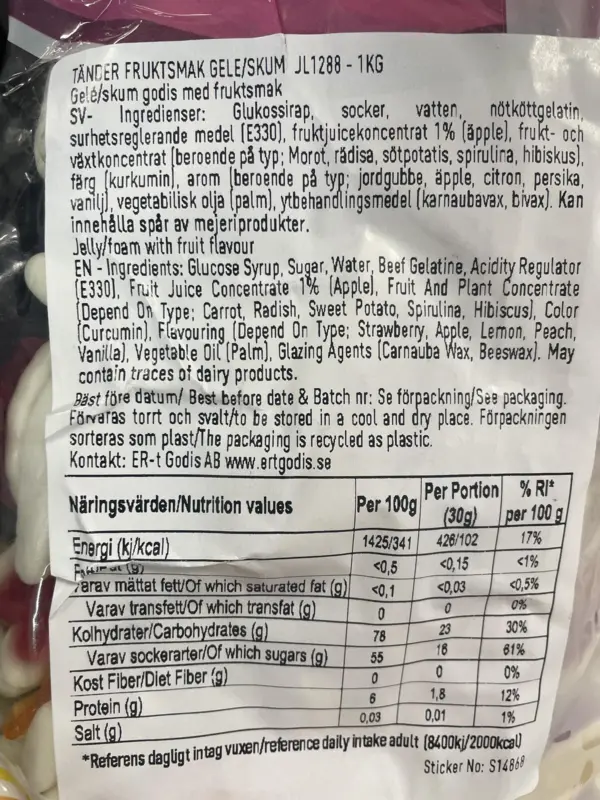 TÄNDER FRUKTSMAK GELE/SKUM JL1288 - 1KG
Gelé/skum godis med fruktsmak
SV- Ingredienser: Glukossirap, socker, vatten, nötköttgelatin,
surhetsreglerande medel (E330), fruktjuicekoncentrat 1% (äpple), frukt- och
växtkoncentrat (beroende på typ; Morot, rädisa, sötpotatis, spirulina, hibiskus),
färg (kurkumin), arom (beroende på typ; jordgubbe, äpple, citron, persika,
vanilj), vegetabilisk olja (palm), ytbehandlingsmedel (karnaubavax, bivax). Kan
innehålla spår av mejeriprodukter.
Jelly/foam with fruit flavour
EN - Ingredients: Glucose Syrup, Sugar, Water, Beef Gelatine, Acidity Regulator
(E330), Fruit Juice Concentrate 1% (Apple), Fruit And Plant Concentrate
(Depend On Type; Carrot, Radish, Sweet Potato, Spirulina, Hibiscus), Color
(Curcumin), Flavouring (Depend On Type; Strawberry, Apple, Lemon, Peach,
Vanilla), Vegetable Oil (Palm), Glazing Agents (Carnauba Wax, Beeswax). May
contain traces of dairy products.
Bäst före datum/ Best before date & Batch nr: Se förpackning/See packaging.
Förvaras torrt och svalt/to be stored in a cool and dry place. Förpackningen
sorteras som plast/The packaging is recycled as plastic.
Kontakt: ER-t Godis AB www.ertgodis.se
Näringsvärden/Nutrition values Per 100g Per Portion (30g) % RI* per 100 g
Energi (kj/kcal) 1425/341 426/102 17%
(g) <0,5 <0,15 <1%
Varav mättat fett/Of which saturated fat (g) <0,1 <0,03 <0,5%
Varav transfett/Of which transfat (g) 0 0 0%
Kolhydrater/Carbohydrates (g) 78 23 30%
Varav sockerarter/Of which sugars (g) 55 16 61%
Kost Fiber/Diet Fiber (g) 0 0 0%
Protein (g) 6 1,8 12%
Salt (g) 0,03 0,01 1%
*Referens dagligt intag vuxen/reference daily intake adult (8400kj/2000kcal)
Sticker No: S14868